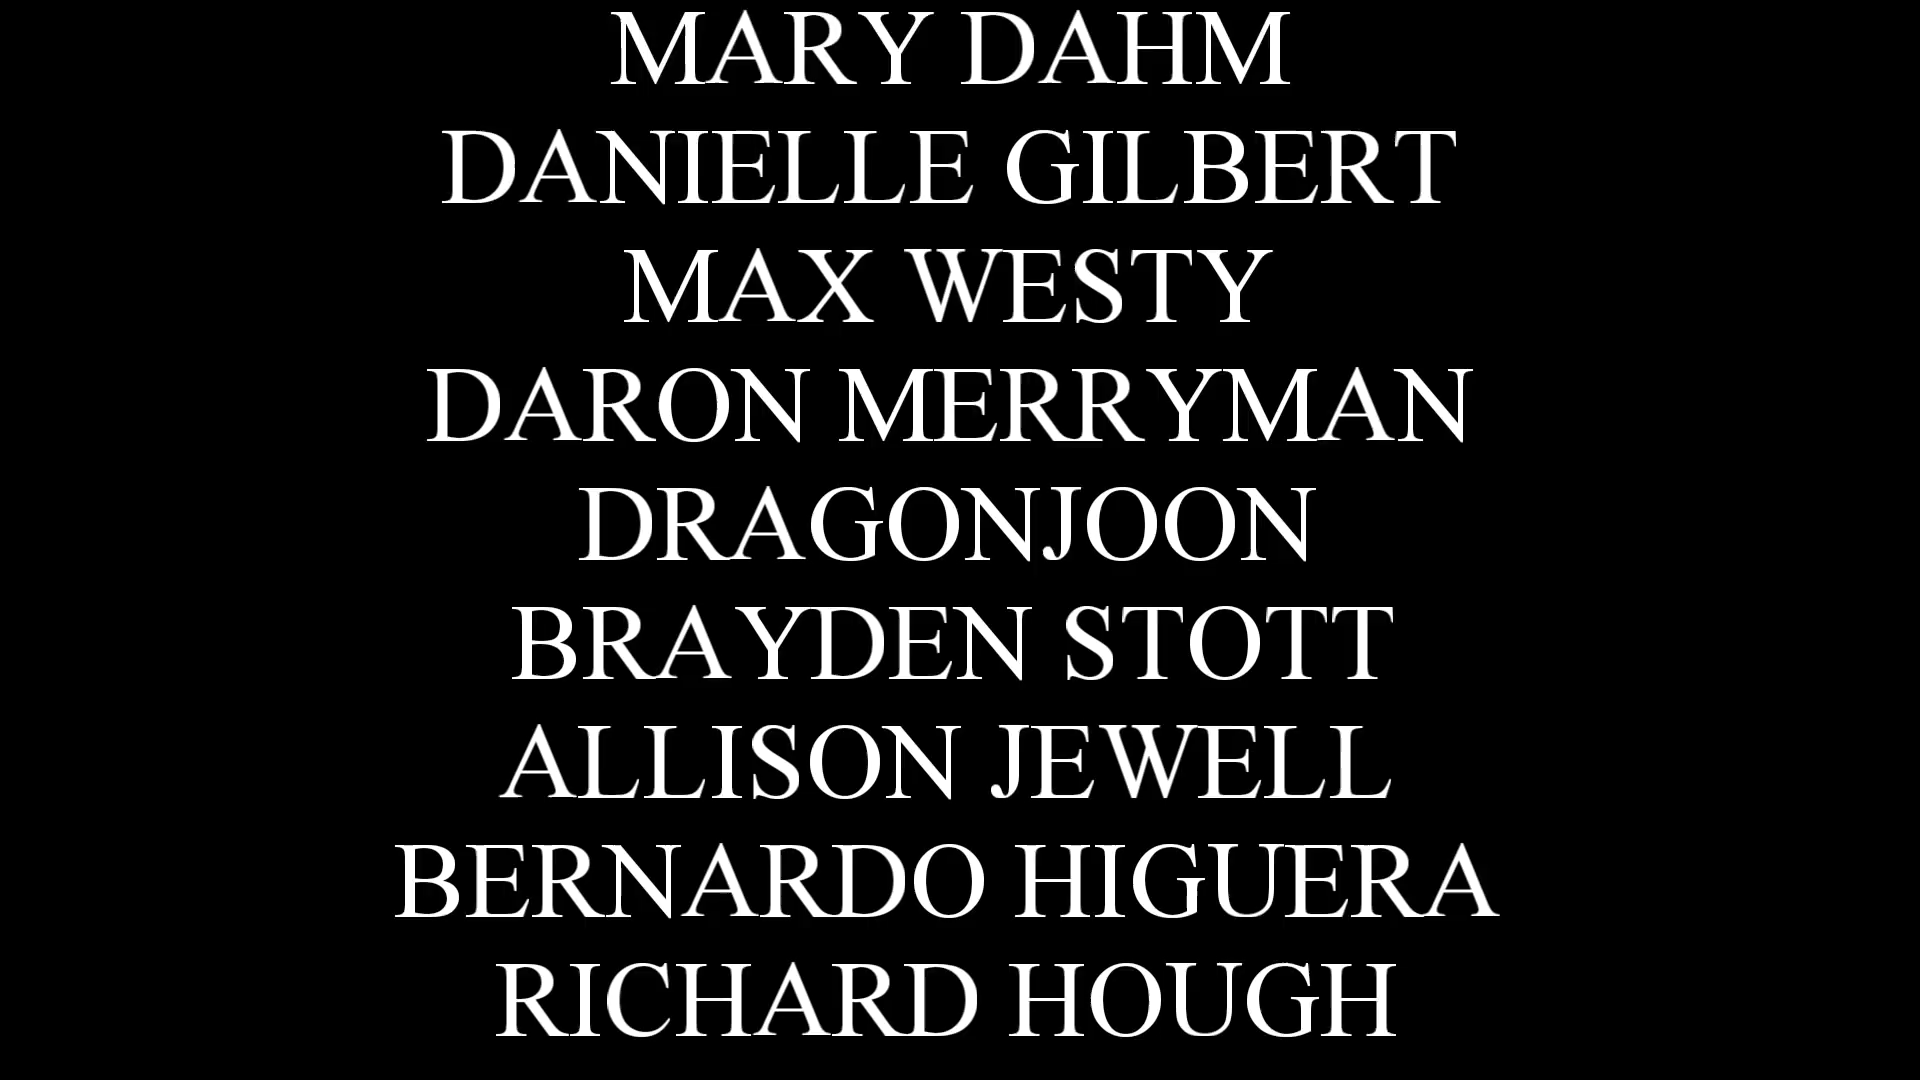 MARY DAHM
DANIELLE GILBERT
MAX WESTY
DARON MERRYMAN
DRAGONJOON
BRAYDEN STOTT
ALLISON JEWELL
BERNARDO HIGUERA
RICHARD HOUGH